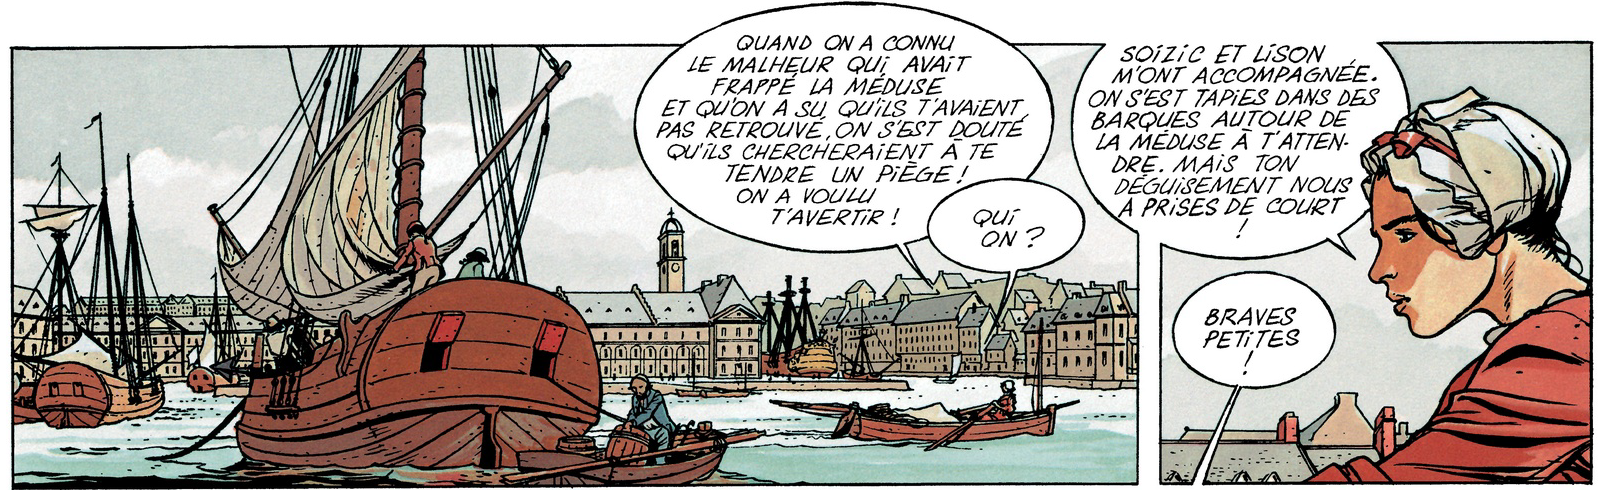 QUAND ON A CONNU
LE MALHEUR QUI AVAIT
FRAPPÉ LA MÉDUSE
ET QU'ON A SU QU'ILS T'AVAIENT
PAS RETROUVÉ, ON S'EST DOUTÉ
QU'ILS CHERCHERAIENT À TE
TENDRE UN PIÈGE !
ON A VOULU
T'AVERTIR !
QUI
ON ?
SOIZIC ET LISON
M'ONT ACCOMPAGNÉE.
ON S'EST TAPIES DANS DES
BARQUES AUTOUR DE
LA MÉDUSE À T'ATTEN-
DRE. MAIS TON
DÉGUISEMENT NOUS
A PRISES DE COURT
!
BRAVES
PETITES
!